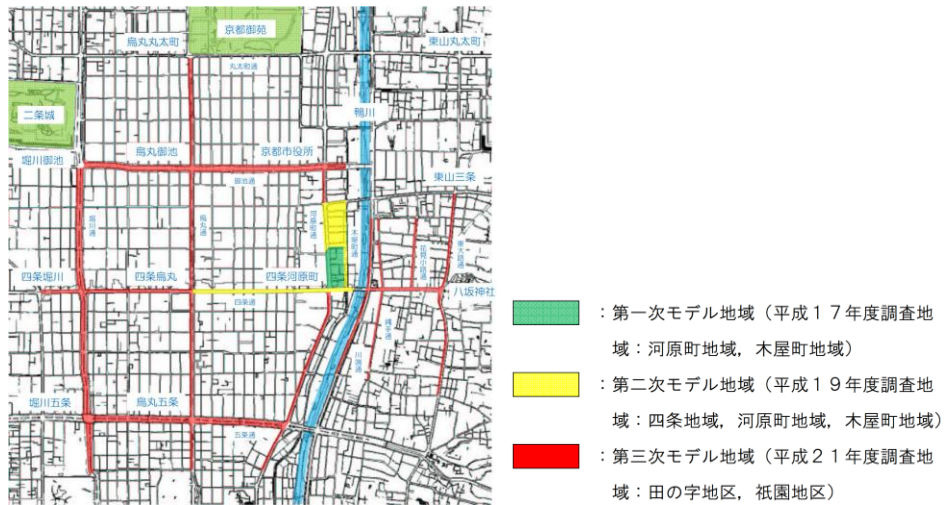 京都御苑
烏丸丸太町
東山丸太町
丸太町通
二条城
鴨川
堀川御池
烏丸御池
京都市役所
御池通
東山三条
河原町通
木屋町通
堀川通
烏丸通
花見小路通
東大路通
四条堀川
四条烏丸
四条河原町
四条通
八坂神社
縄手通
川端通
堀川五条
烏丸五条
五条通
：第一次モデル地域（平成１７年度調査地
域：河原町地域，木屋町地域）
：第二次モデル地域（平成１９年度調査地
域：四条地域，河原町地域，木屋町地域）
：第三次モデル地域（平成２１年度調査地
域：田の字地区，祇園地区）